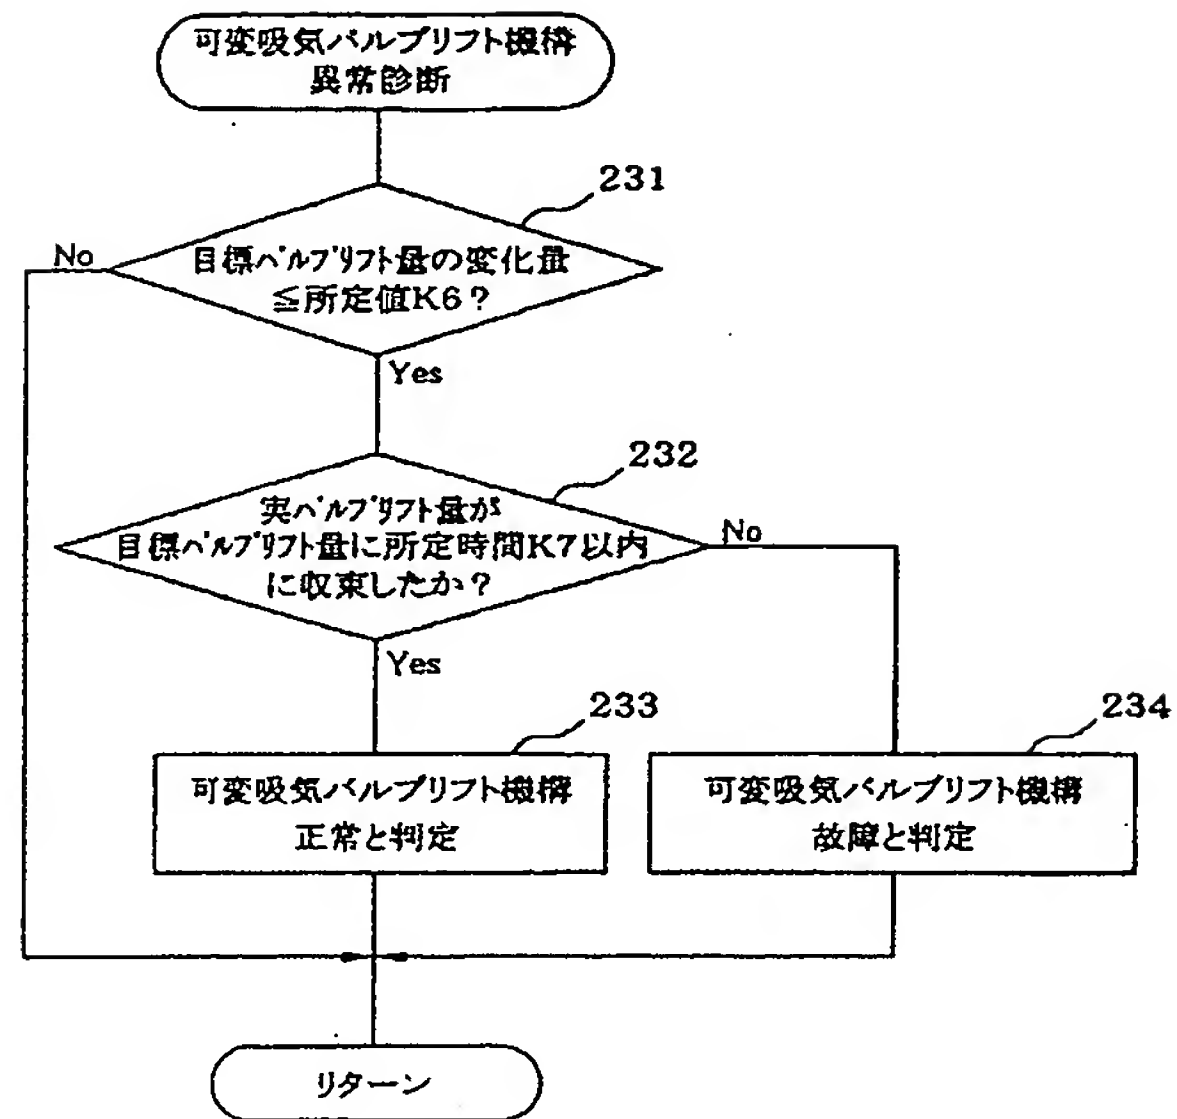 可変吸気バルブリフト機構
異常診断
231
No
目標バルブリフト量の変化量
≦所定値K6?
Yes
232
実バルブリフト量が
目標バルブリフト量に所定時間K7以内
に収束したか?
No
Yes
233
234
可変吸気バルブリフト機構
正常と判定
可変吸気バルブリフト機構
故障と判定
リターン